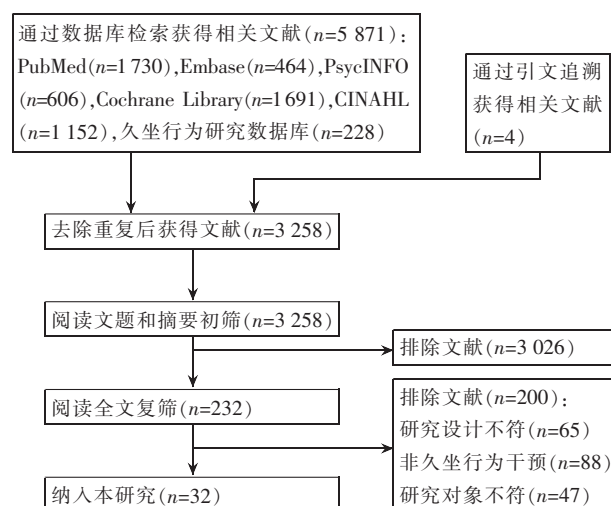 通过数据库检索获得相关文献(n=5 871)：
PubMed(n=1 730),Embase(n=464),PsycINFO
(n=606),Cochrane Library(n=1 691),CINAHL
(n=1 152),久坐行为研究数据库(n=228)
通过引文追溯
获得相关文献
(n=4)
去除重复后获得文献(n=3 258)
阅读文题和摘要初筛(n=3 258)
排除文献(n=3 026)
阅读全文复筛(n=232)
排除文献(n=200)：
研究设计不符(n=65)
非久坐行为干预(n=88)
研究对象不符(n=47)
纳入本研究(n=32)